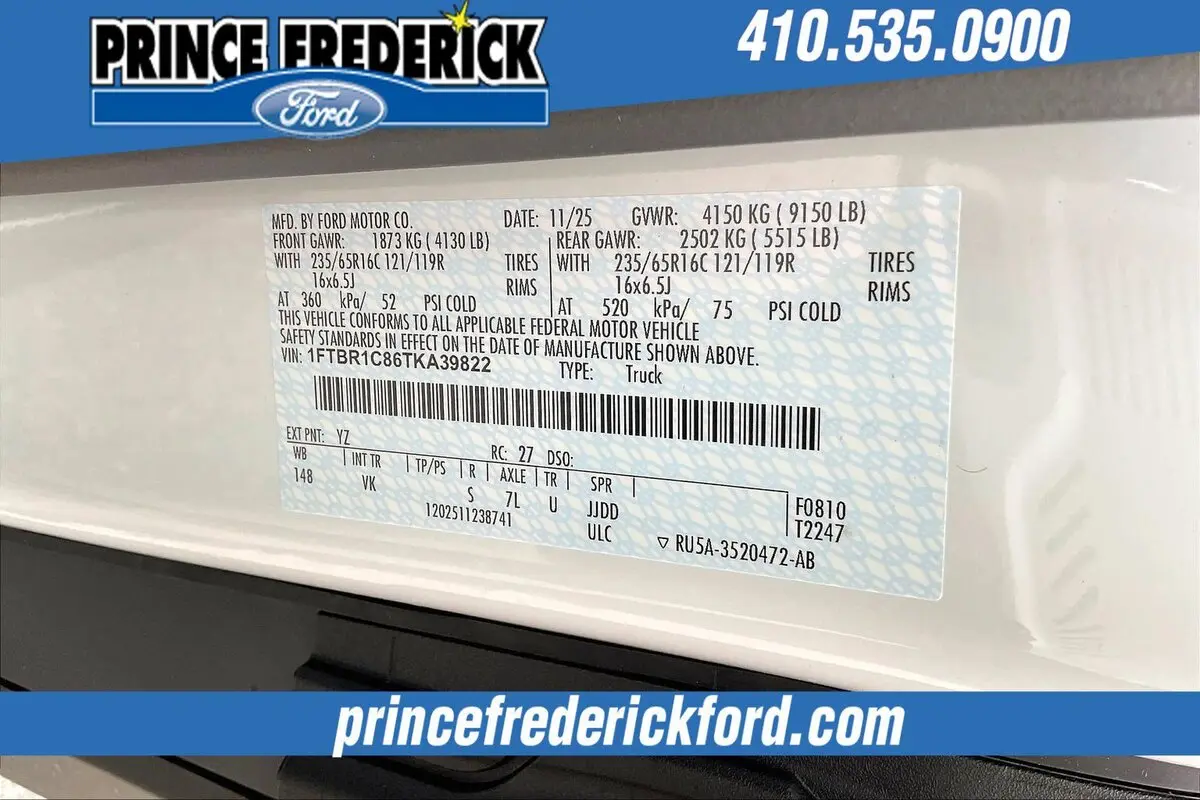 PRINCE FREDERICK
Ford
410.535.0900
MFD. BY FORD MOTOR CO. DATE: 11/25 GVWR: 4150 KG ( 9150 LB)
FRONT GAWR: 1873 KG ( 4130 LB) REAR GAWR: 2502 KG ( 5515 LB)
WITH 235/65R16C 121/119R TIRES WITH 235/65R16C 121/119R TIRES
16x6.5J RIMS 16x6.5J RIMS
AT 360 kPa/ 52 PSI COLD AT 520 kPa/ 75 PSI COLD
THIS VEHICLE CONFORMS TO ALL APPLICABLE FEDERAL MOTOR VEHICLE
SAFETY STANDARDS IN EFFECT ON THE DATE OF MANUFACTURE SHOWN ABOVE.
VIN: 1FTBR1C86TKA39822 TYPE: Truck
EXT PNT: YZ RC: 27 DSO:
WB INT TR TP/PS R AXLE TR SPR
148 VK S 7L U JJDD F0810
1202511238741 ULC T2247
▽ RU5A-3520472-AB
princefrederickford.com